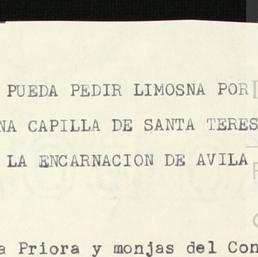 PUEDA PEDIR LIMOSNA POR
NA CAPILLA DE SANTA TERES
LA ENCARNACION DE AVILA
a Priora y monjas del Con